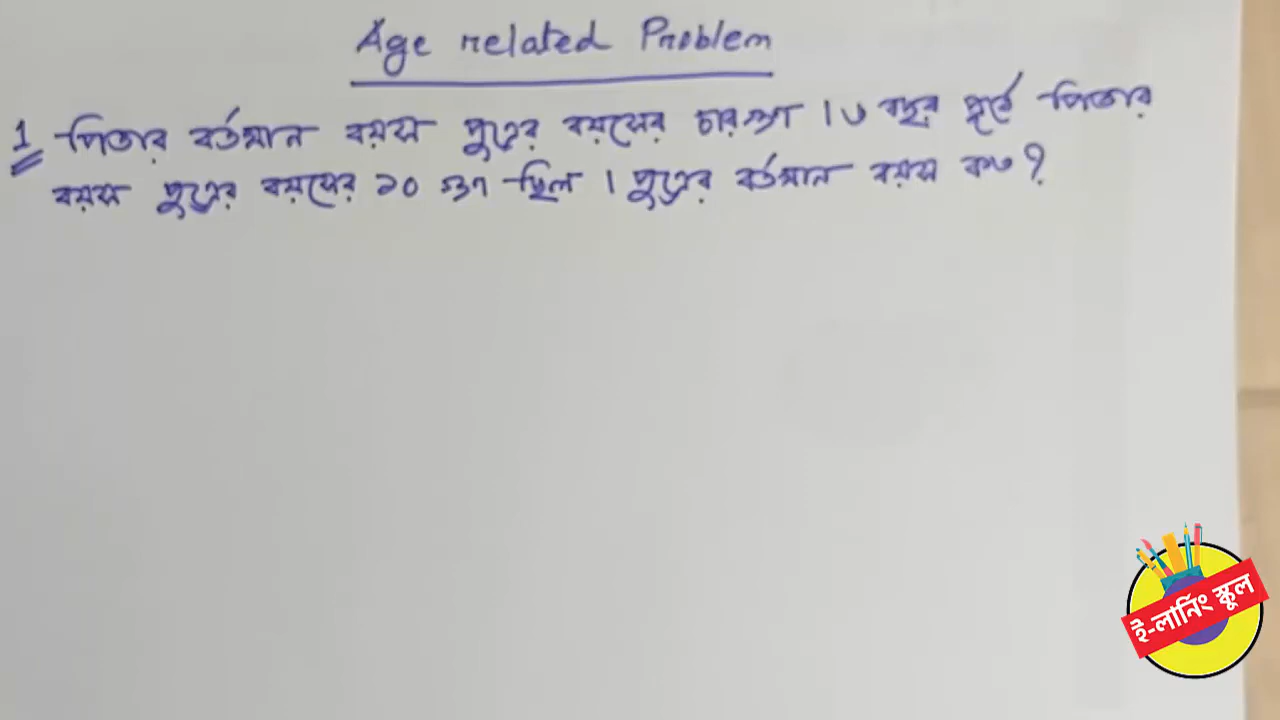 Age related Problem
1 পিতার বর্তমান বয়স পুত্রের বয়সের চারগুণ । ৬ বছর পূর্বে পিতার
বয়স পুত্রের বয়সের ১০ গুণ ছিল । পুত্রের বর্তমান বয়স কত ?
ই-লার্নিং স্কুল